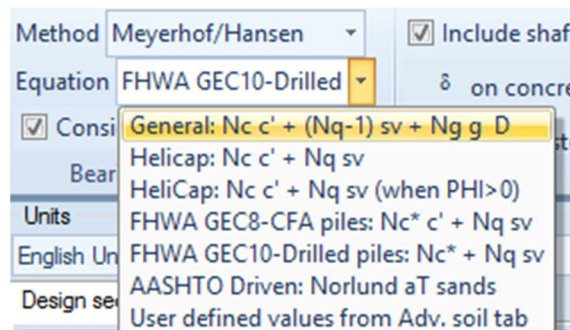 Method Meyerhof/Hansen Include shaf
Equation FHWA GEC10-Drilled δ on concre
Consi General: Nc c' + (Nq-1) sv + Ng g D
Helicap: Nc c' + Nq sv
Bear HeliCap: Nc c' + Nq sv (when PHI>0)
Units FHWA GEC8-CFA piles: Nc* c' + Nq sv
English Un FHWA GEC10-Drilled piles: Nc* + Nq sv
Design se AASHTO Driven: Norlund aT sands
User defined values from Adv. soil tab